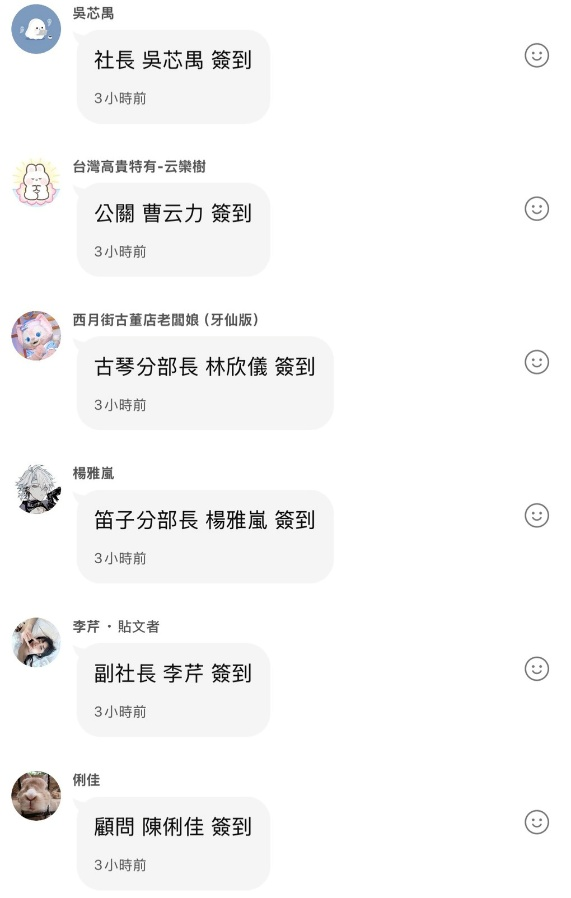 吳芯禺
社長 吳芯禺 簽到
3小時前
台灣高貴特有-云欒樹
公關 曹云力 簽到
3小時前
西月街古董店老闆娘 (牙仙版)
古琴分部長 林欣儀 簽到
3小時前
楊雅嵐
笛子分部長 楊雅嵐 簽到
3小時前
李芹・貼文者
副社長 李芹 簽到
3小時前
俐佳
顧問 陳俐佳 簽到
3小時前